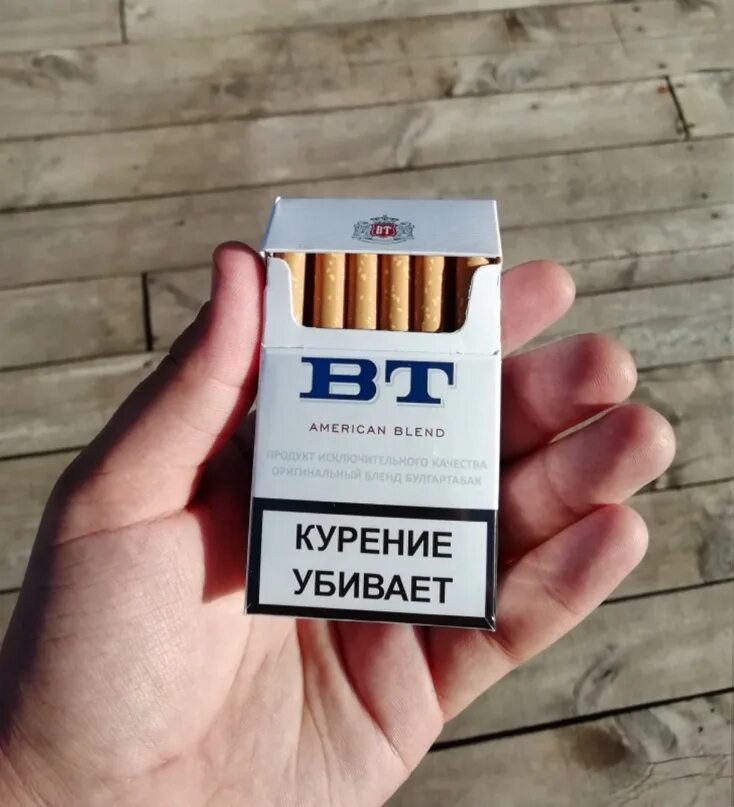 BT
BT
AMERICAN BLEND
ПРОДУКТ ИСКЛЮЧИТЕЛЬНОГО КАЧЕСТВА
ОРИГИНАЛЬНЫЙ БЛЕНД БУЛГАРТАБАК
КУРЕНИЕ
УБИВАЕТ